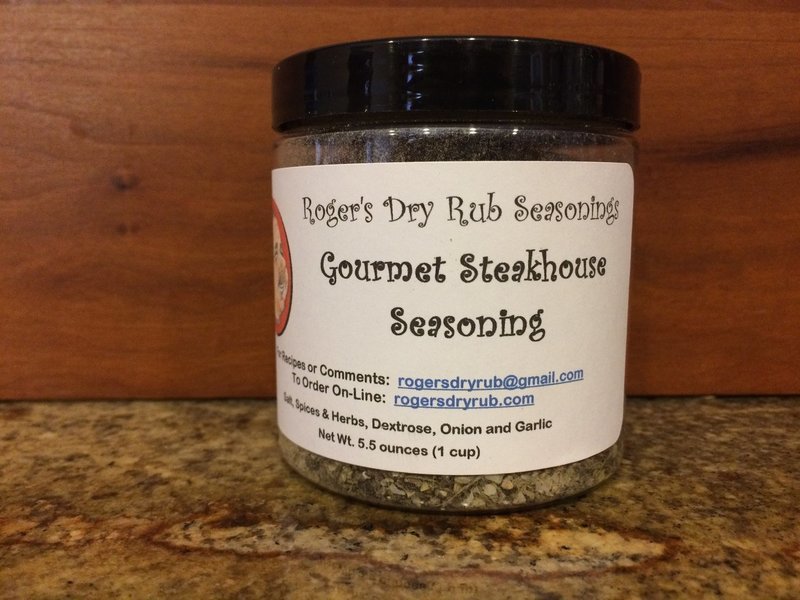 Roger's Dry Rub Seasonings
Gourmet Steakhouse
Seasoning
Recipes or Comments: rogersdryrub@gmail.com
To Order On-Line: rogersdryrub.com
Salt, Spices & Herbs, Dextrose, Onion and Garlic
Net Wt. 5.5 ounces (1 cup)